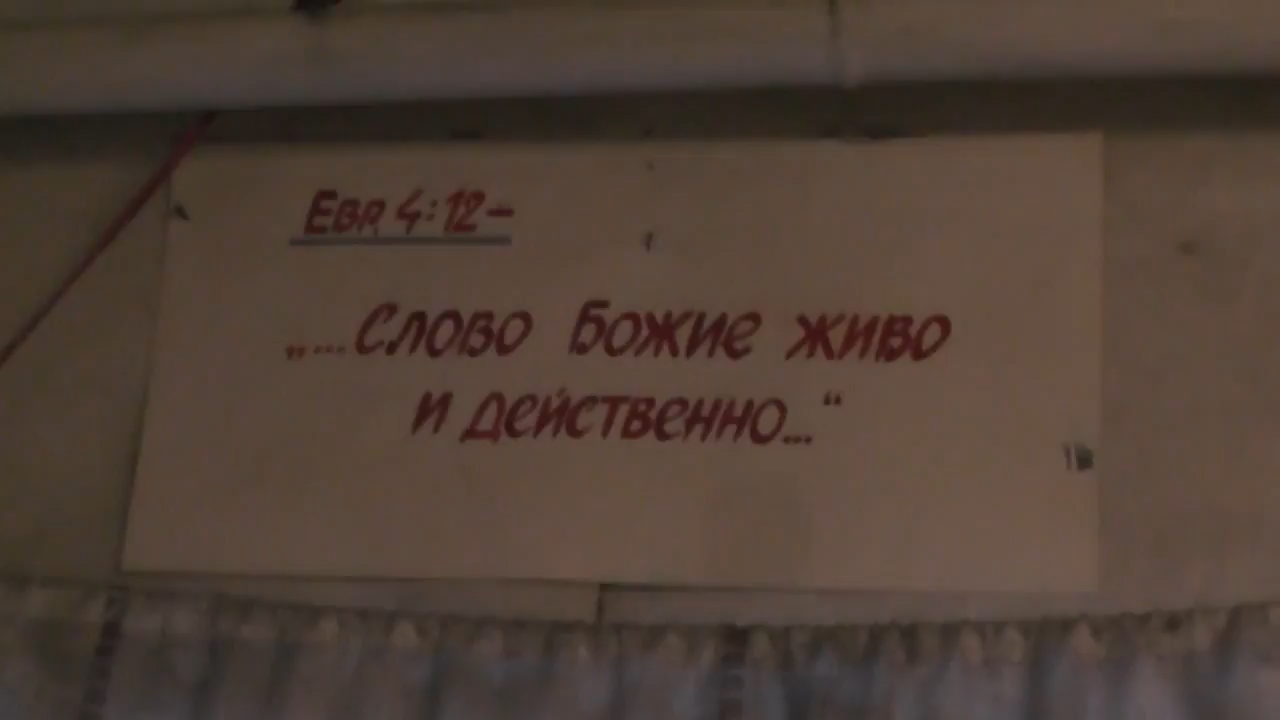 Евр 4:12–
„...Слово Божие живо
и действенно...“